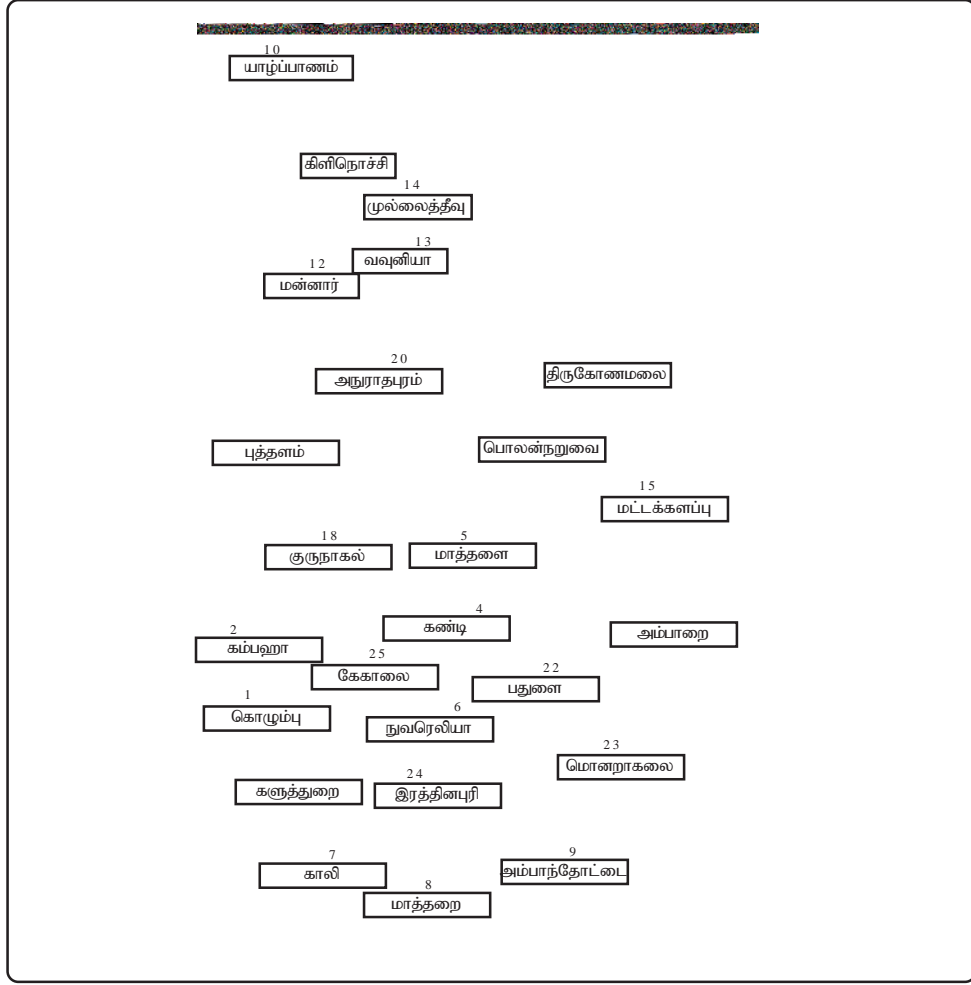 10
யாழ்ப்பாணம்
கிளிநொச்சி
14
முல்லைத்தீவு
13
வவுனியா
12
மன்னார்
20
அநுராதபுரம்
திருகோணமலை
புத்தளம்
பொலன்நறுவை
15
மட்டக்களப்பு
18
குருநாகல்
5
மாத்தளை
4
கண்டி
அம்பாறை
2
கம்பஹா
25
கேகாலை
22
பதுளை
1
கொழும்பு
6
நுவரெலியா
23
மொனறாகலை
களுத்துறை
24
இரத்தினபுரி
7
காலி
9
அம்பாந்தோட்டை
8
மாத்தறை